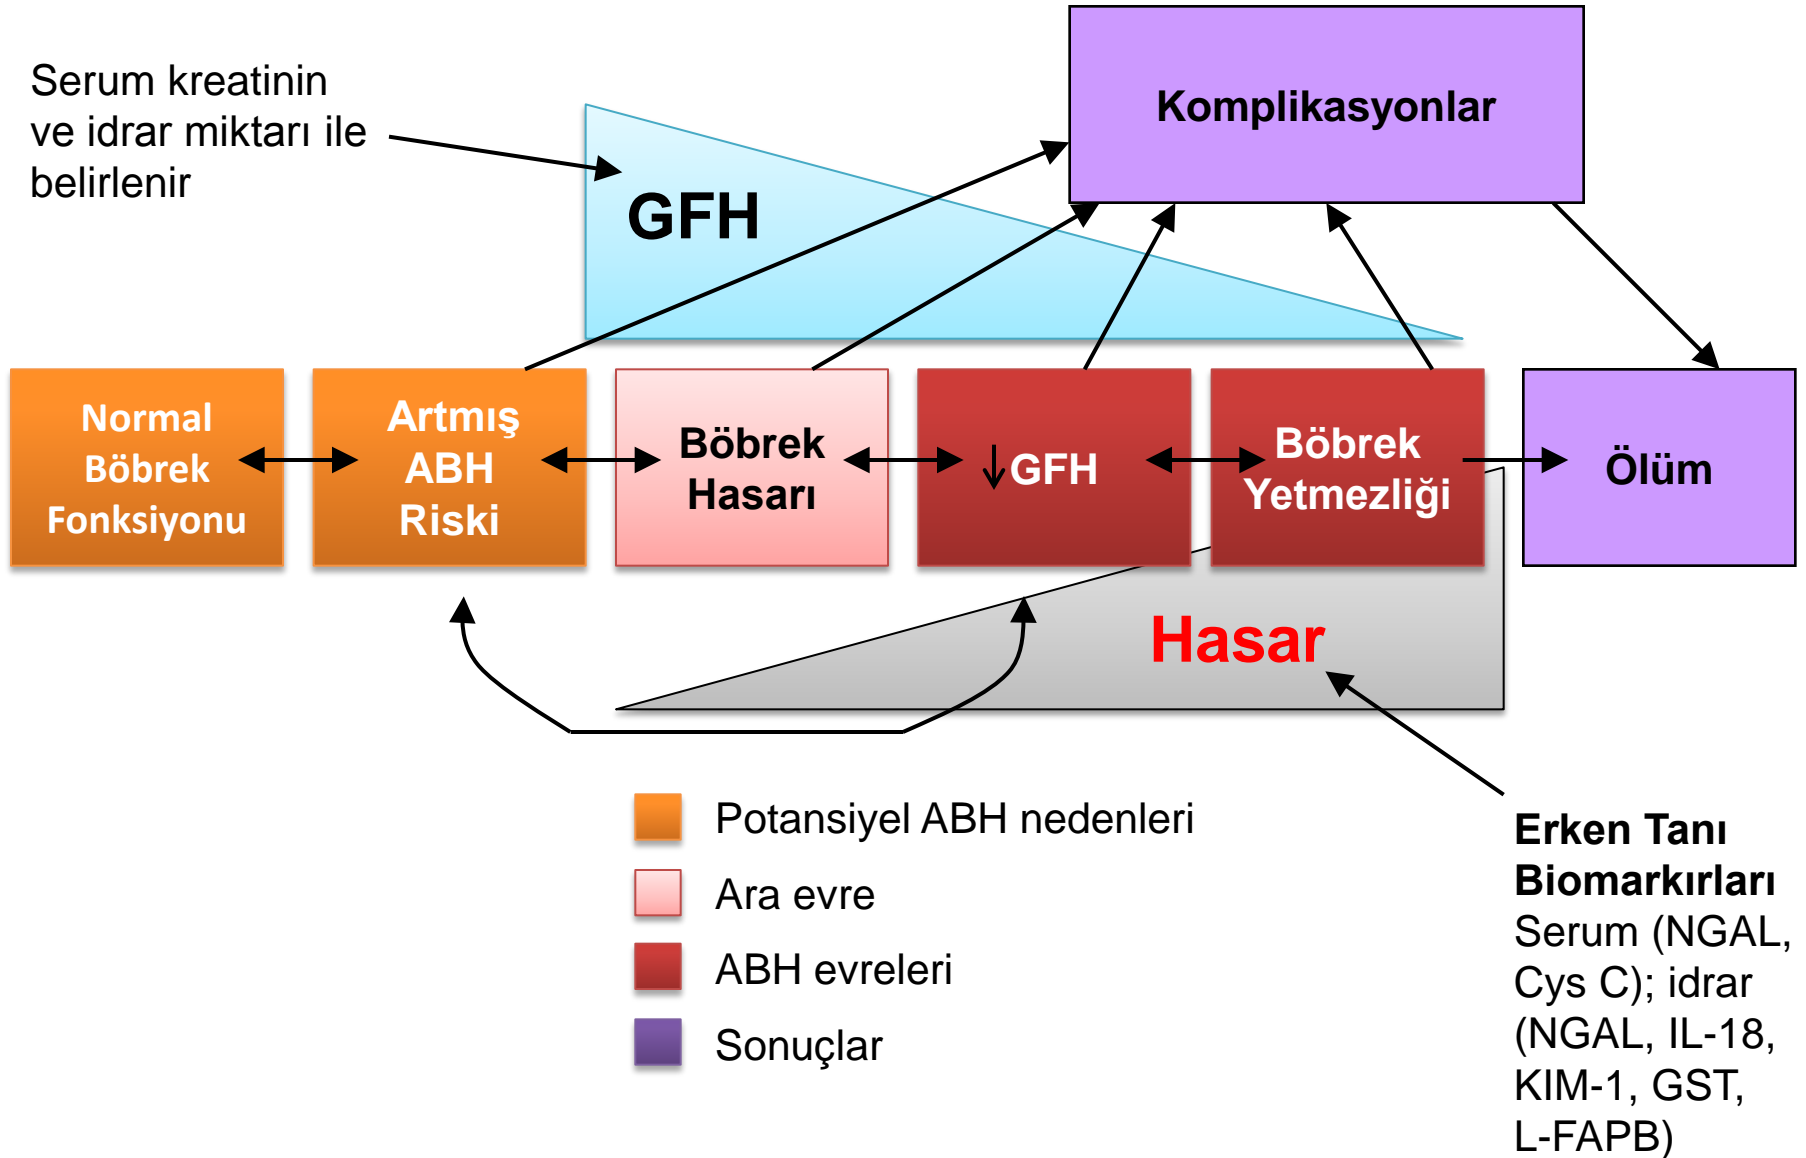 Serum kreatinin
ve idrar miktarı ile
belirlenir
GFH
Komplikasyonlar
Normal
Böbrek
Fonksiyonu
Artmış
ABH
Riski
Böbrek
Hasarı
↓GFH
Böbrek
Yetmezliği
Ölüm
Hasar
Potansiyel ABH nedenleri
Ara evre
ABH evreleri
Sonuçlar
Erken Tanı
Biomarkırları
Serum (NGAL,
Cys C); idrar
(NGAL, IL-18,
KIM-1, GST,
L-FAPB)